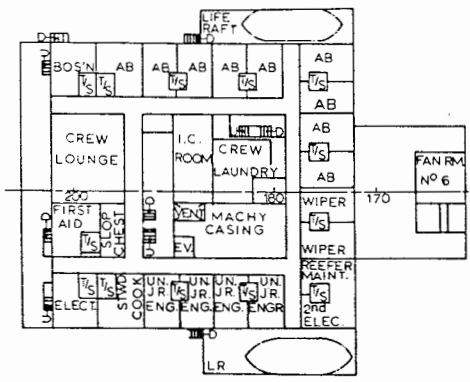 LIFE
RAFT
D
D
U
BOS'N
AB
AB
AB
AB
AB
T/S
T/S
T/S
T/S
T/S
AB
AB
CREW
LOUNGE
I.C.
ROOM
D
CREW
LAUNDRY
AB
T/S
AB
FAN RM.
Nº 6
200
180
170
FIRST
AID
T/S
SLOP
CHEST
D
U
D
U
VENT
EV.
MACHY
CASING
WIPER
T/S
WIPER
ELECT.
T/S
T/S
STWD
COOK
UN.
JR.
ENG.
T/S
UN.
JR.
ENG.
UN.
JR.
ENG.
T/S
UN.
JR.
ENGR
REEFER
MAINT.
T/S
2nd
ELEC.
D
LR